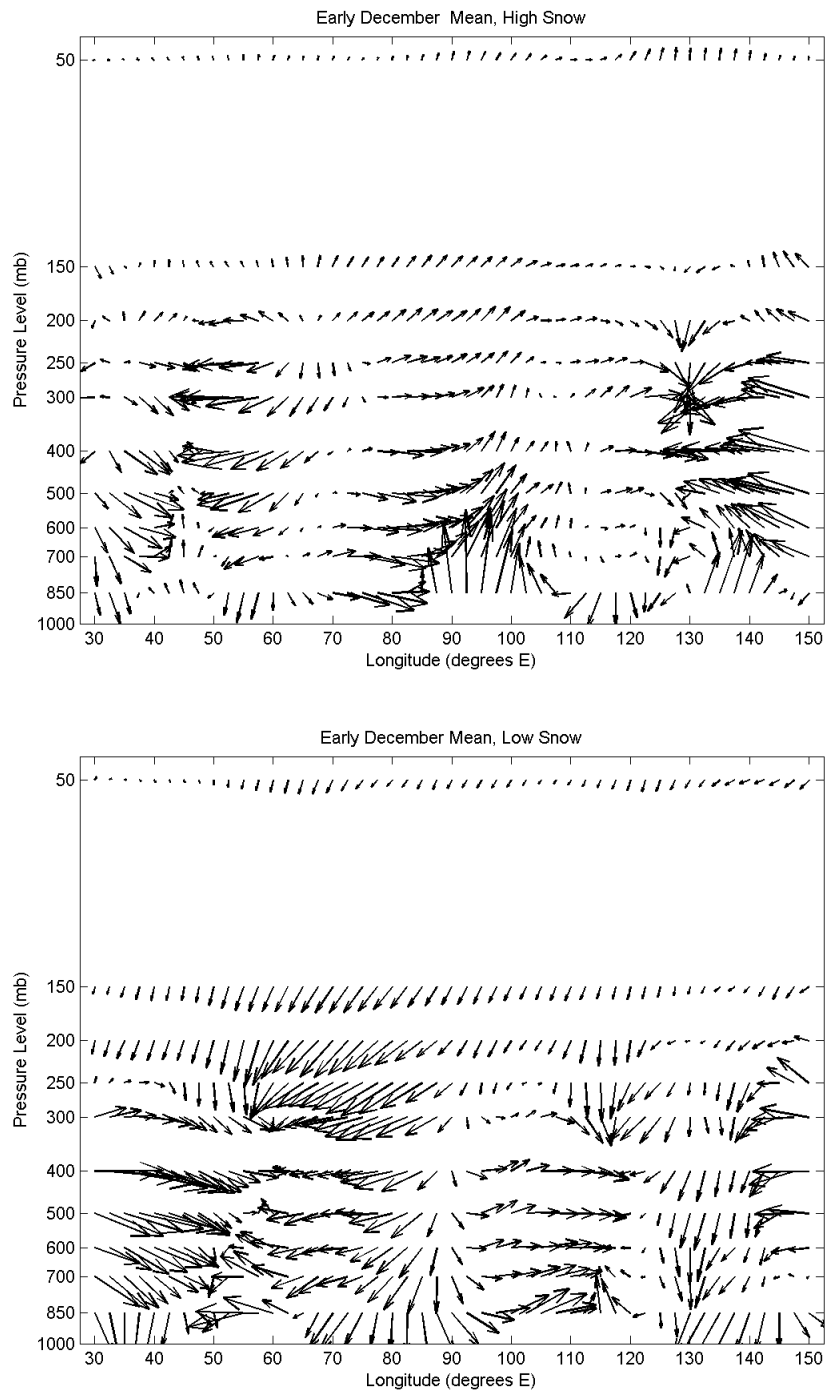 Early December Mean, High Snow
50
150
200
250
300
400
500
600
700
850
1000
Pressure Level (mb)
30 40 50 60 70 80 90 100 110 120 130 140 150
Longitude (degrees E)
Early December Mean, Low Snow
50
150
200
250
300
400
500
600
700
850
1000
Pressure Level (mb)
30 40 50 60 70 80 90 100 110 120 130 140 150
Longitude (degrees E)